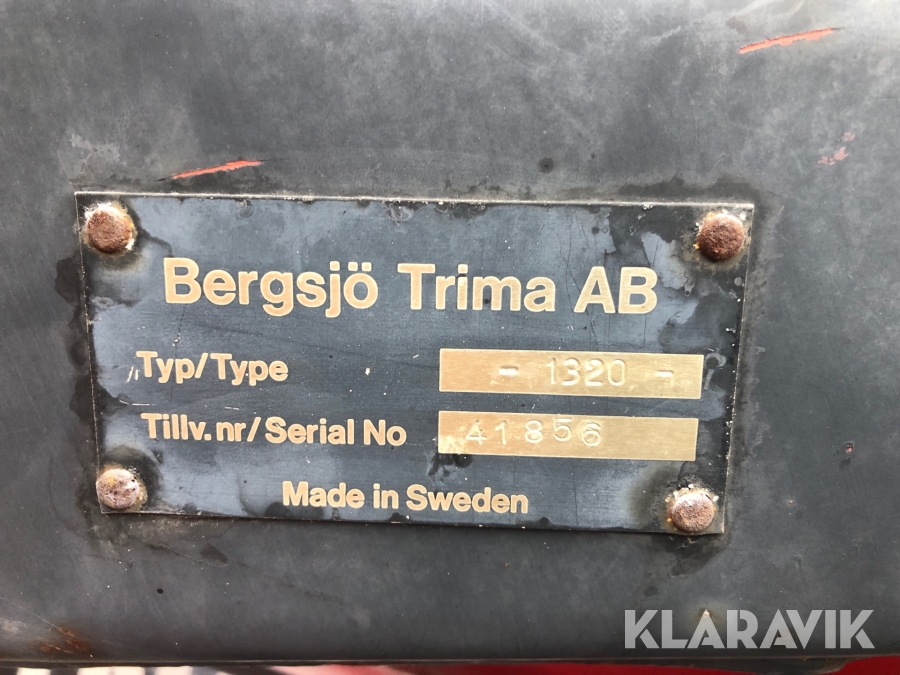 Bergsjö Trima AB
Typ/Type - 1320 -
Tillv.nr/Serial No 41856
Made in Sweden
KLARAVIK